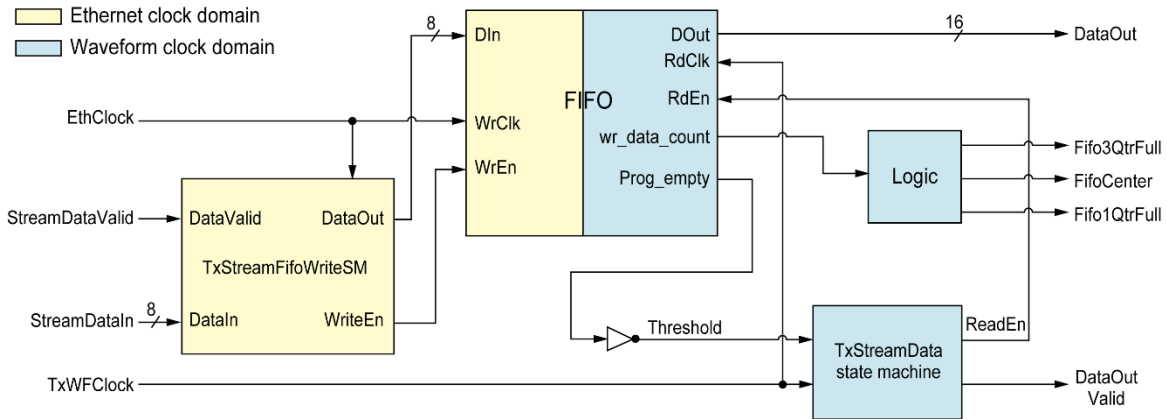 Ethernet clock domain
Waveform clock domain
8
DIn
DOut
16
DataOut
RdClk
FIFO
RdEn
EthClock
WrClk
wr_data_count
WrEn
Prog_empty
Logic
Fifo3QtrFull
FifoCenter
Fifo1QtrFull
StreamDataValid
DataValid
DataOut
TxStreamFifoWriteSM
StreamDataIn
8
DataIn
WriteEn
Threshold
TxStreamData
state machine
ReadEn
TxWFClock
DataOut
Valid